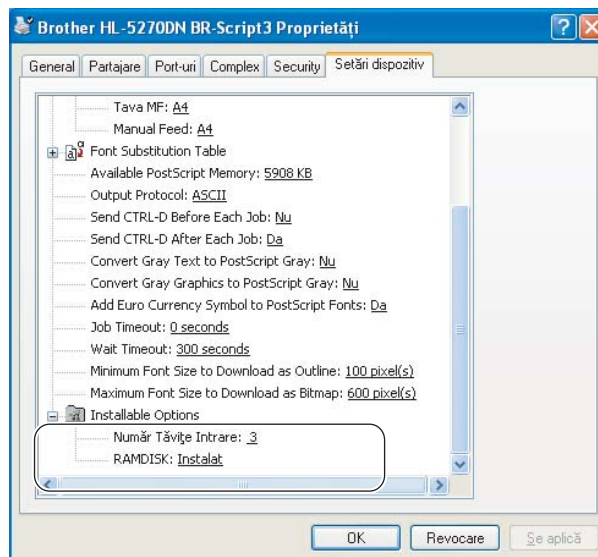 Brother HL-5270DN BR-Script3 Proprietăți
General Partajare Port-uri Complex Security Setări dispozitiv
Tava MF: A4
Manual Feed: A4
Font Substitution Table
Available PostScript Memory: 5908 KB
Output Protocol: ASCII
Send CTRL-D Before Each Job: Nu
Send CTRL-D After Each Job: Da
Convert Gray Text to PostScript Gray: Nu
Convert Gray Graphics to PostScript Gray: Nu
Add Euro Currency Symbol to PostScript Fonts: Da
Job Timeout: 0 seconds
Wait Timeout: 300 seconds
Minimum Font Size to Download as Outline: 100 pixel(s)
Maximum Font Size to Download as Bitmap: 600 pixel(s)
Installable Options
Număr Tăvițe Intrare: 3
RAMDISK: Instalat
OK Revocare Se aplică